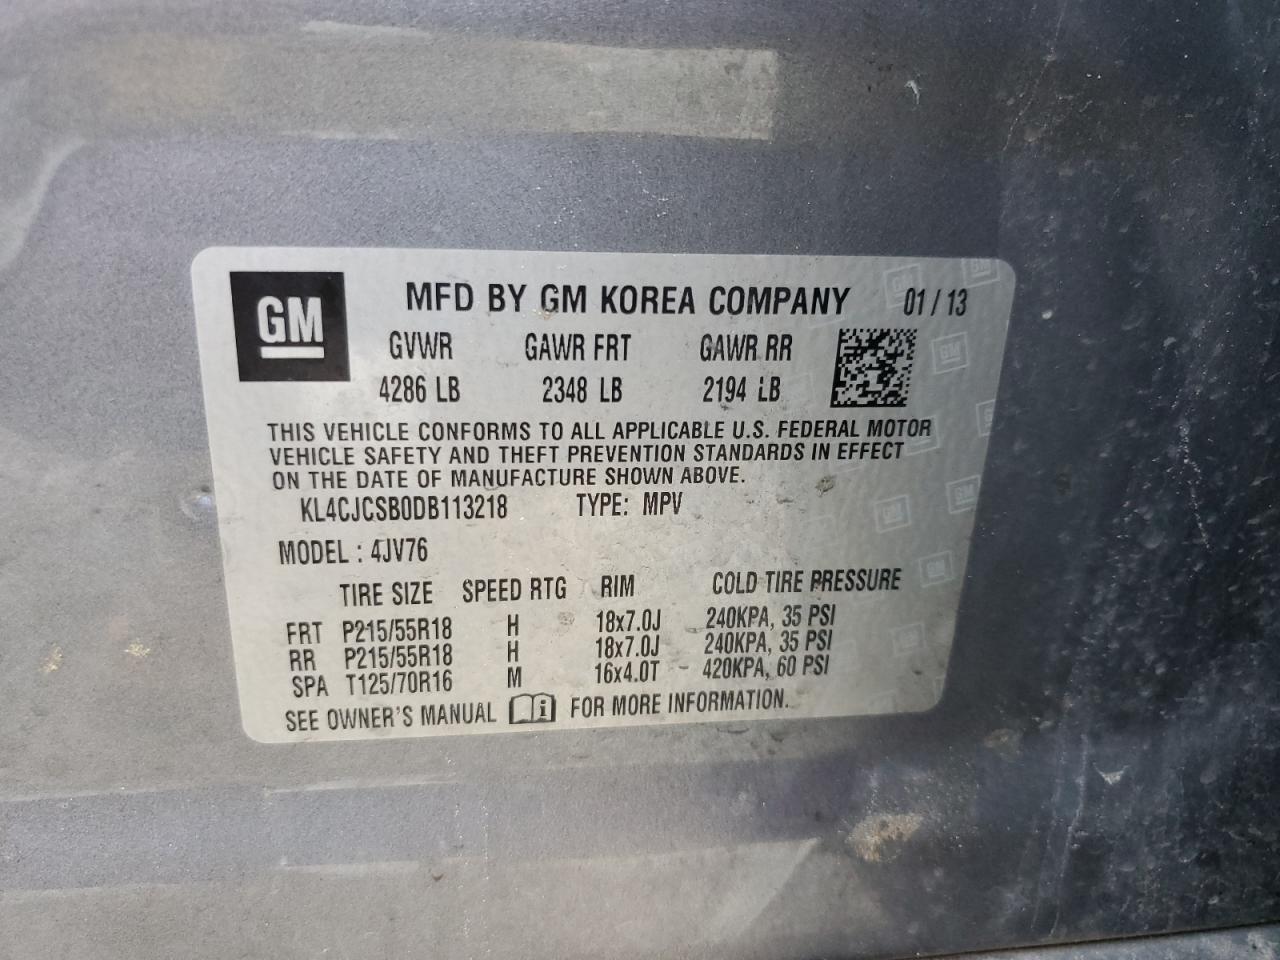 GM
MFD BY GM KOREA COMPANY 01/13
GVWR GAWR FRT GAWR RR
4286 LB 2348 LB 2194 LB
THIS VEHICLE CONFORMS TO ALL APPLICABLE U.S. FEDERAL MOTOR
VEHICLE SAFETY AND THEFT PREVENTION STANDARDS IN EFFECT
ON THE DATE OF MANUFACTURE SHOWN ABOVE.
KL4CJCSB0DB113218 TYPE: MPV
MODEL : 4JV76
TIRE SIZE SPEED RTG RIM COLD TIRE PRESSURE
FRT P215/55R18 H 18x7.0J 240KPA, 35 PSI
RR P215/55R18 H 18x7.0J 240KPA, 35 PSI
SPA T125/70R16 M 16x4.0T 420KPA, 60 PSI
SEE OWNER'S MANUAL i FOR MORE INFORMATION.